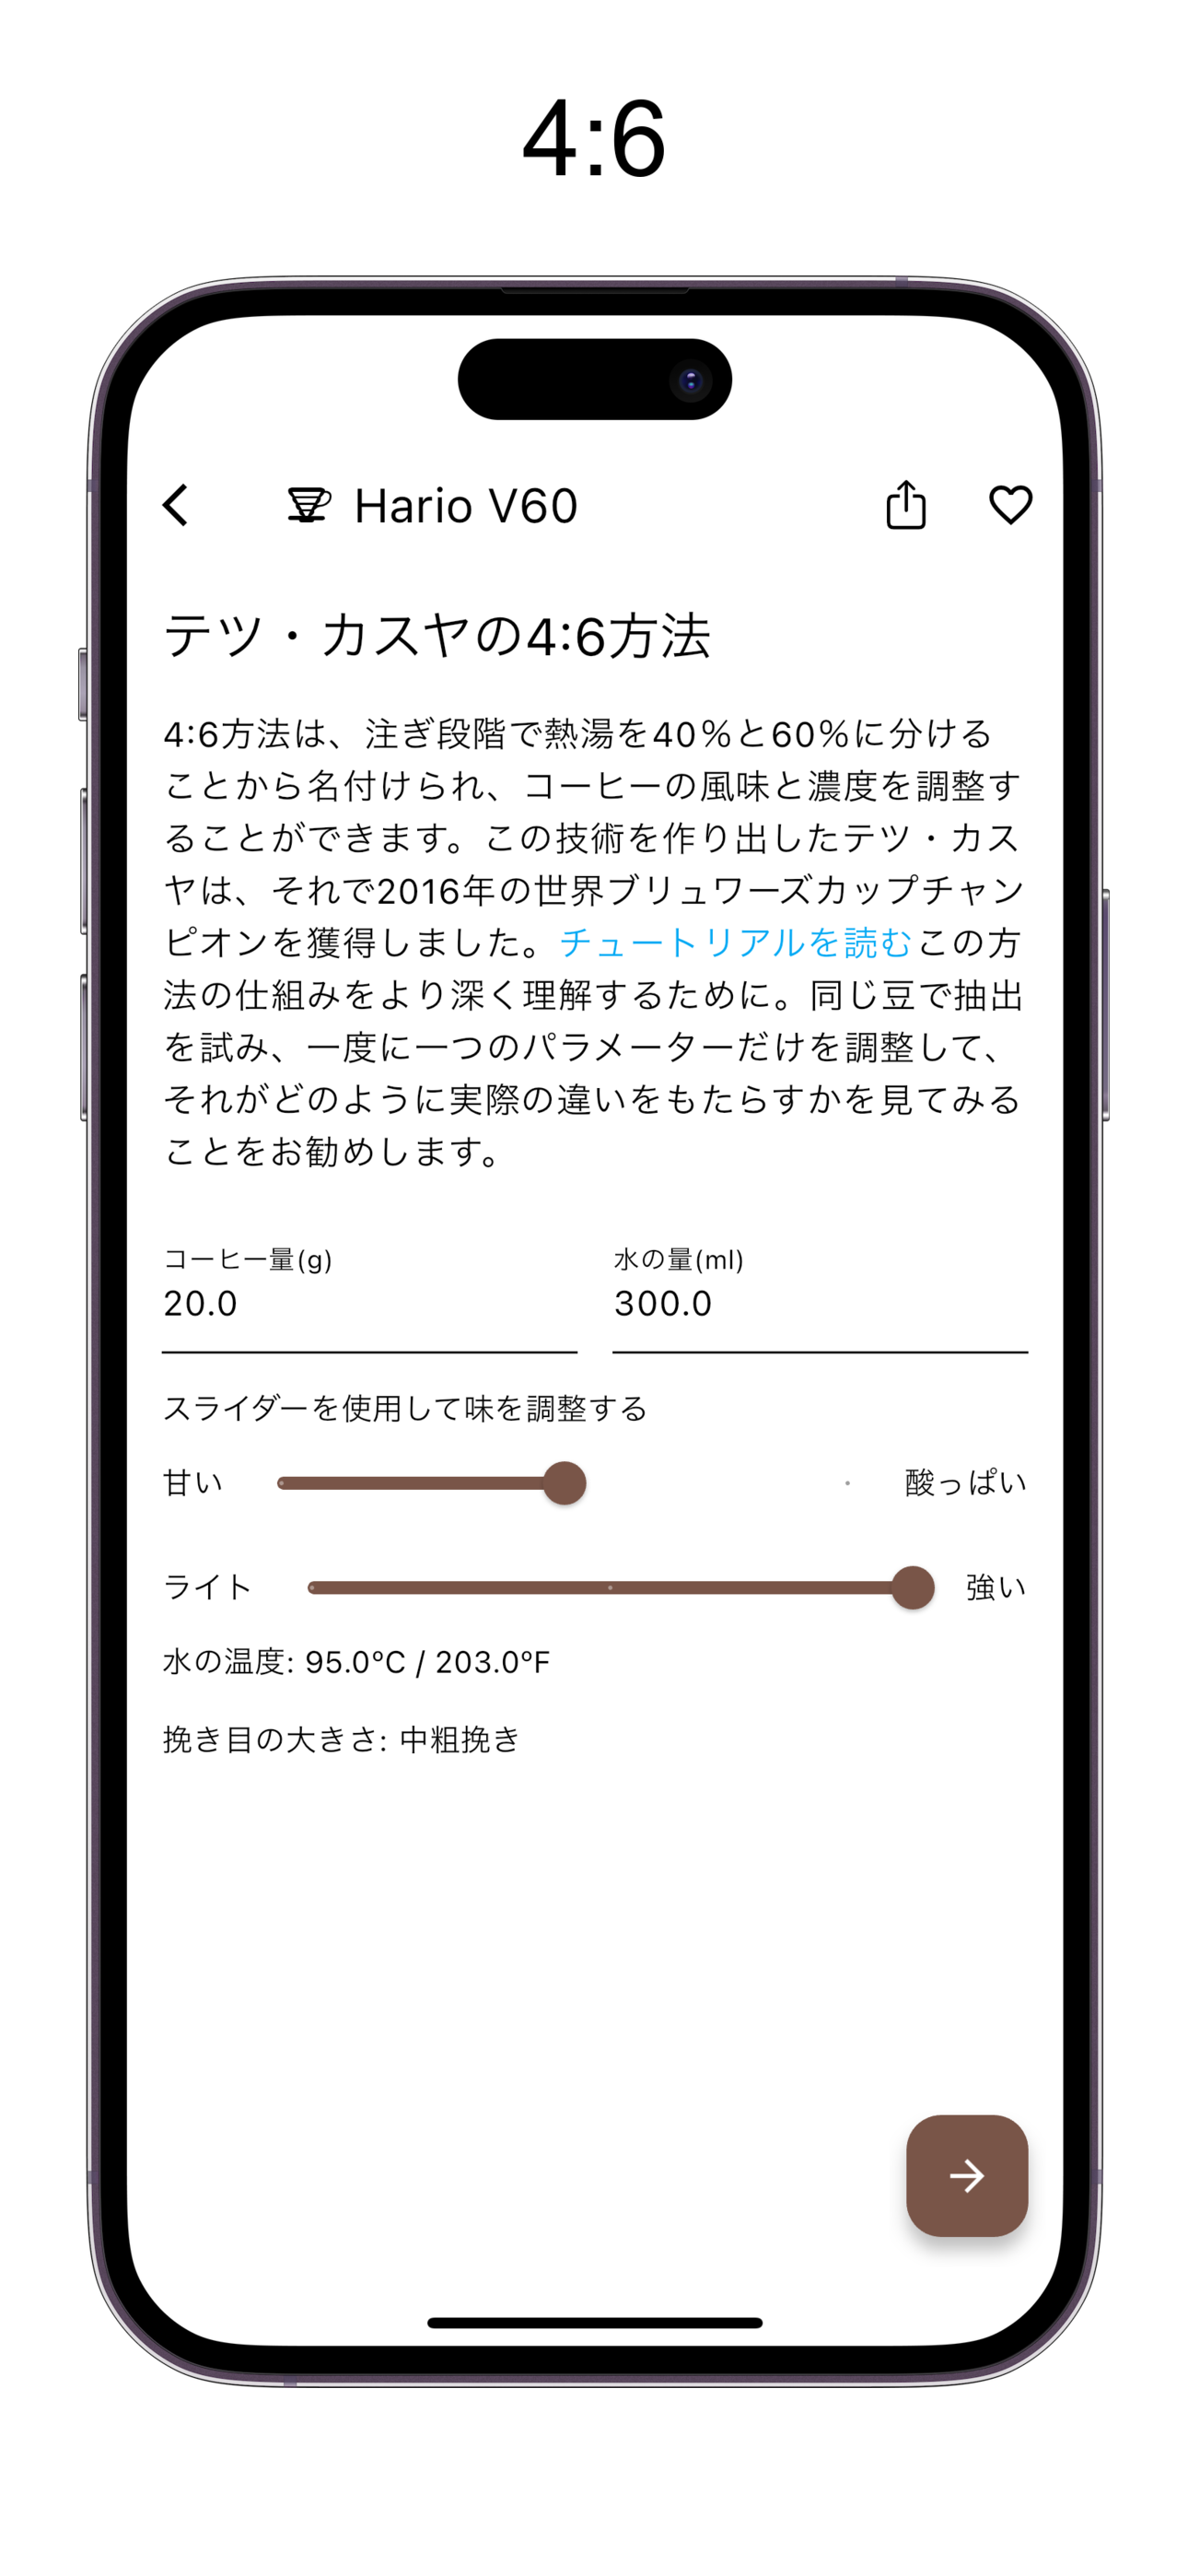 4:6
Hario V60
テツ・カスヤの4:6方法
4:6方法は、注ぎ段階で熱湯を40%と60%に分ける
ことから名付けられ、コーヒーの風味と濃度を調整す
ることができます。この技術を作り出したテツ・カス
ヤは、それで2016年の世界ブリュワーズカップチャン
ピオンを獲得しました。チュートリアルを読むこの方
法の仕組みをより深く理解するために。同じ豆で抽出
を試み、一度に一つのパラメーターだけを調整して、
それがどのように実際の違いをもたらすかを見てみる
ことをお勧めします。
コーヒー量(g) 水の量(ml)
20.0 300.0
スライダーを使用して味を調整する
甘い 酸っぱい
ライト 強い
水の温度: 95.0ºC / 203.0ºF
挽き目の大きさ: 中粗挽き